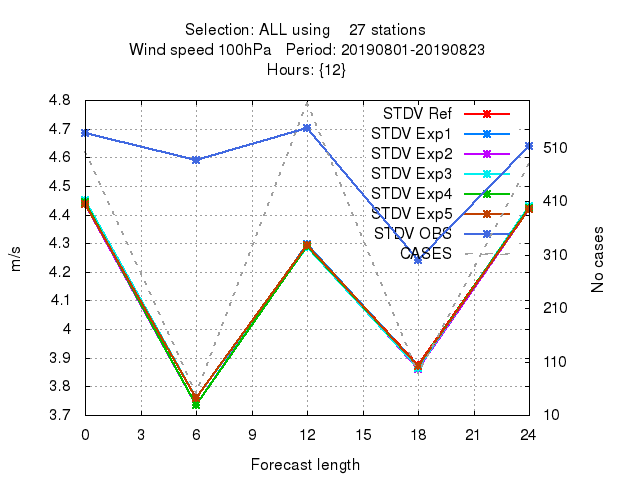 Selection: ALL using    27 stations
Wind speed 100hPa   Period: 20190801-20190823
Hours: {12}
4.8
4.7
4.6
4.5
4.4
4.3
4.2
4.1
4
3.9
3.8
3.7
m/s
STDV Ref
STDV Exp1
STDV Exp2
STDV Exp3
STDV Exp4
STDV Exp5
STDV OBS
CASES
510
410
310
210
110
10
No cases
0 3 6 9 12 15 18 21 24
Forecast length